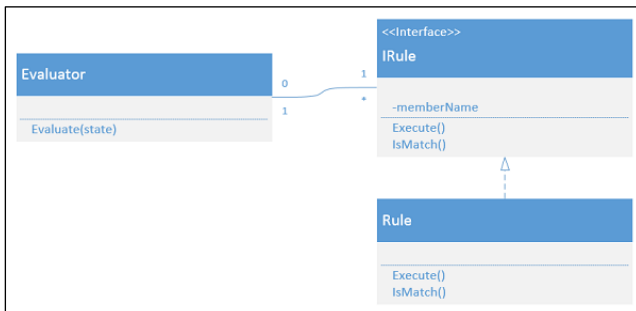 Evaluator
Evaluate(state)
0
1
1
*
<<Interface>>
IRule
-memberName
Execute()
IsMatch()
Rule
Execute()
IsMatch()